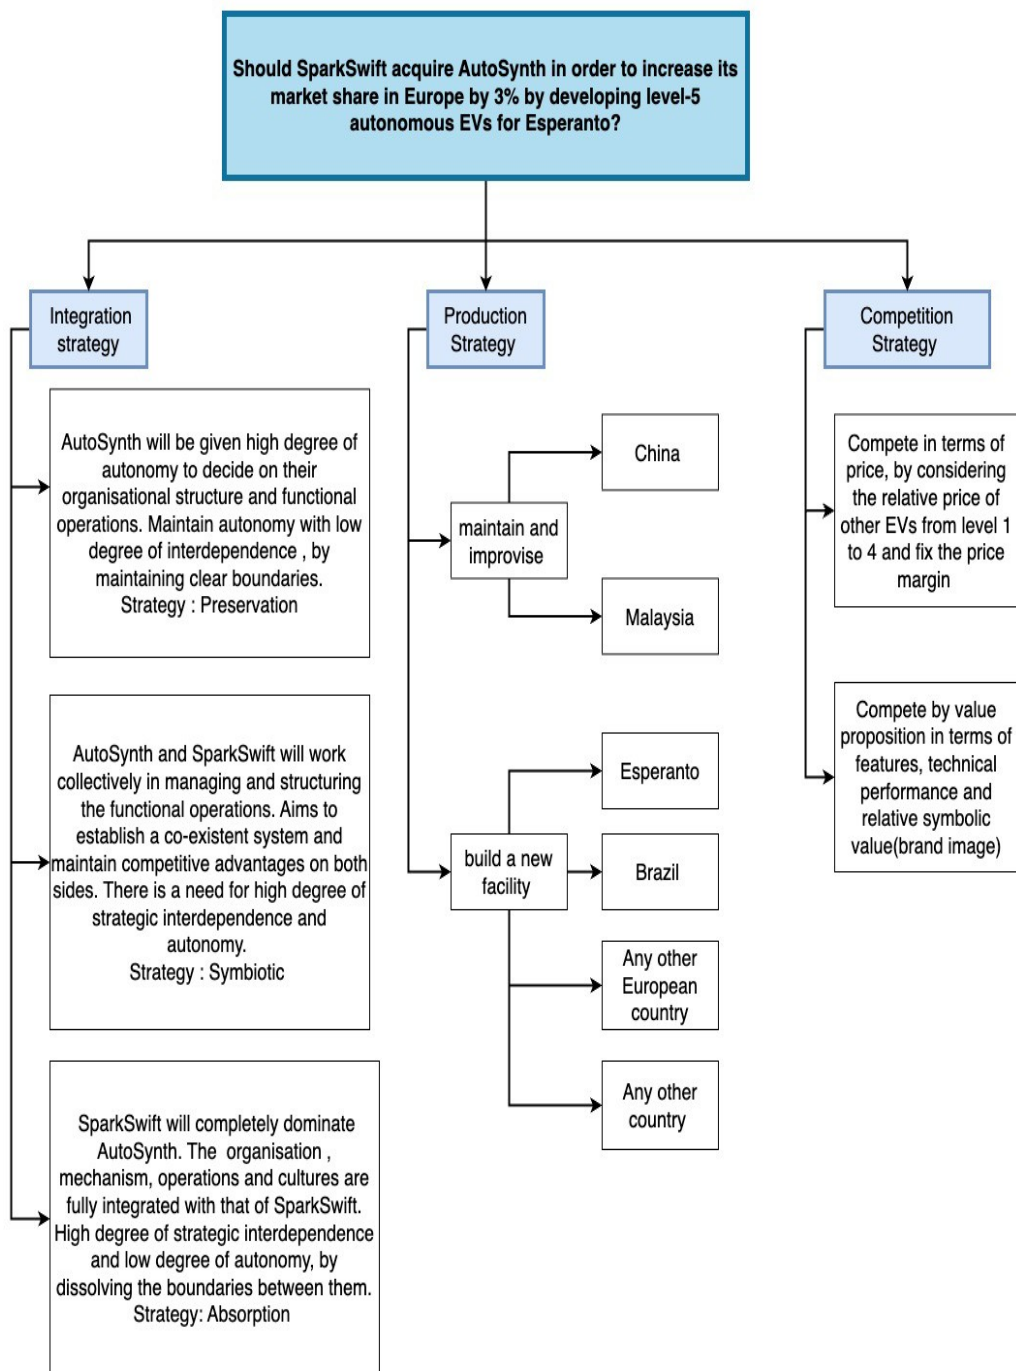 Should SparkSwift acquire AutoSynth in order to increase its
market share in Europe by 3% by developing level-5
autonomous EVs for Esperanto?
Integration
strategy
AutoSynth will be given high degree of
autonomy to decide on their
organisational structure and functional
operations. Maintain autonomy with low
degree of interdependence , by
maintaining clear boundaries.
Strategy : Preservation
AutoSynth and SparkSwift will work
collectively in managing and structuring
the functional operations. Aims to
establish a co-existent system and
maintain competitive advantages on both
sides. There is a need for high degree of
strategic interdependence and
autonomy.
Strategy : Symbiotic
SparkSwift will completely dominate
AutoSynth. The organisation ,
mechanism, operations and cultures are
fully integrated with that of SparkSwift.
High degree of strategic interdependence
and low degree of autonomy, by
dissolving the boundaries between them.
Strategy: Absorption
Production
Strategy
maintain and
improvise
China
Malaysia
build a new
facility
Esperanto
Brazil
Any other
European
country
Any other
country
Competition
Strategy
Compete in terms of
price, by considering
the relative price of
other EVs from level 1
to 4 and fix the price
margin
Compete by value
proposition in terms of
features, technical
performance and
relative symbolic
value(brand image)